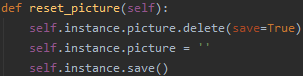 def reset_picture(self):
    self.instance.picture.delete(save=True)
    self.instance.picture = ''
    self.instance.save()